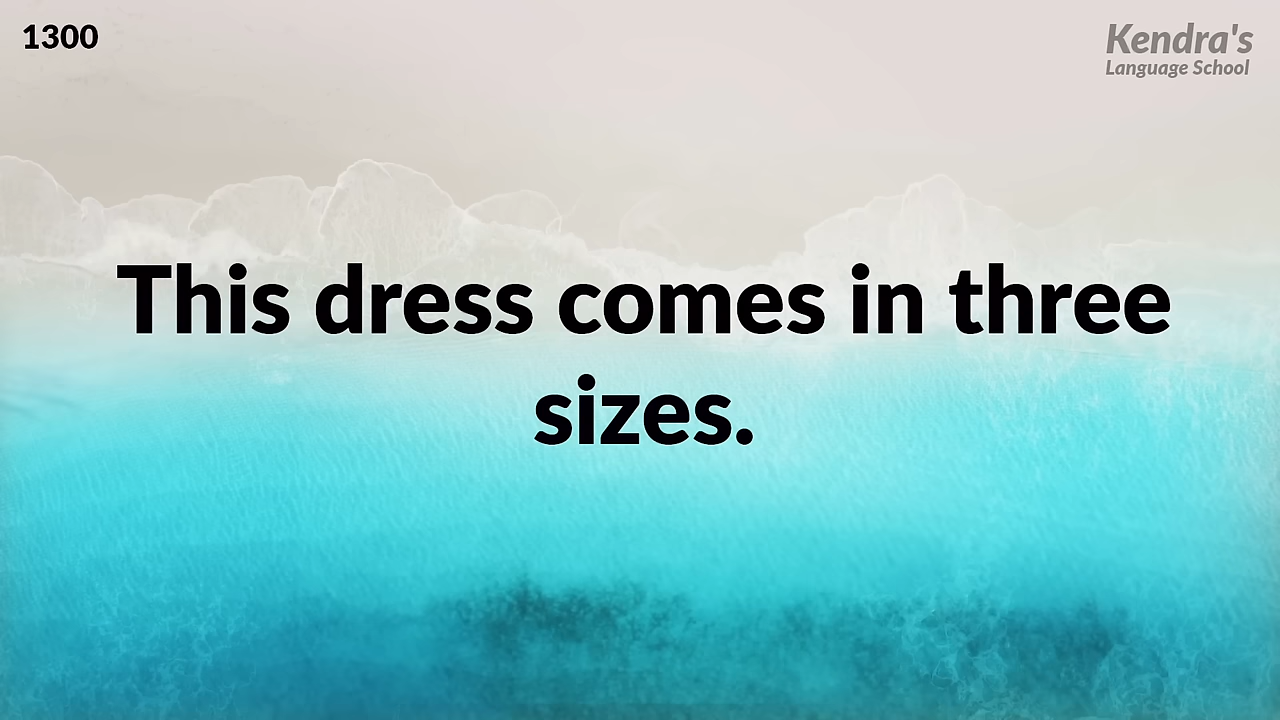 1300
Kendra's
Language School
This dress comes in three
sizes.